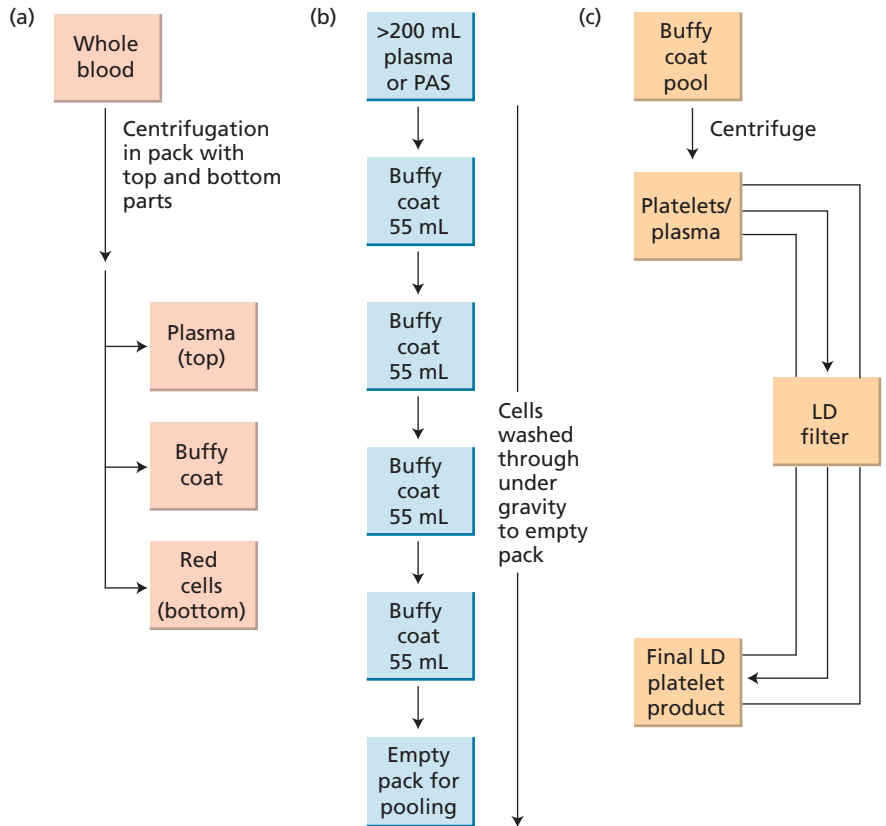 (a)
Whole
blood
Centrifugation
in pack with
top and bottom
parts
Plasma
(top)
Buffy
coat
Red
cells
(bottom)
(b)
>200 mL
plasma
or PAS
Buffy
coat
55 mL
Buffy
coat
55 mL
Buffy
coat
55 mL
Buffy
coat
55 mL
Empty
pack for
pooling
Cells
washed
through
under
gravity
to empty
pack
(c)
Buffy
coat
pool
Centrifuge
Platelets/
plasma
LD
filter
Final LD
platelet
product